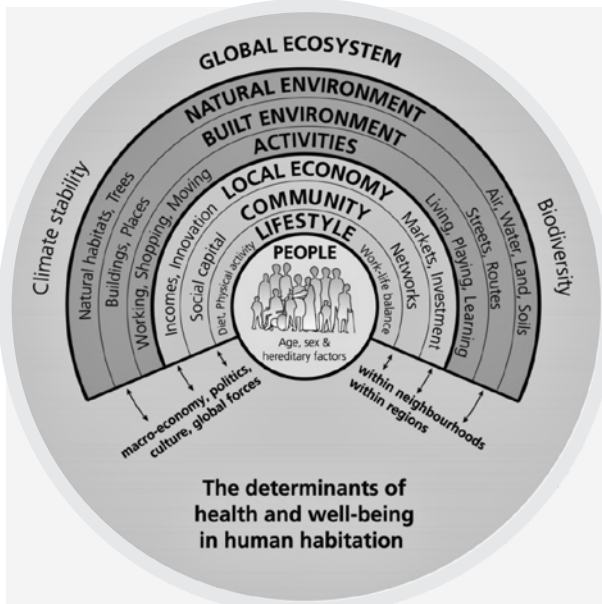 GLOBAL ECOSYSTEM
Climate stability
Biodiversity
NATURAL ENVIRONMENT
Natural habitats, Trees
Air, Water, Land, Soils
BUILT ENVIRONMENT
Buildings, Places
Streets, Routes
ACTIVITIES
Working, Shopping, Moving
Living, Playing, Learning
LOCAL ECONOMY
Incomes, Innovation
Markets, Investment
COMMUNITY
Social capital
Networks
LIFESTYLE
Diet, Physical activity
Work-life balance
PEOPLE
Age, sex &
hereditary factors
macro-economy, politics,
culture, global forces
within neighbourhoods
within regions
The determinants of
health and well-being
in human habitation